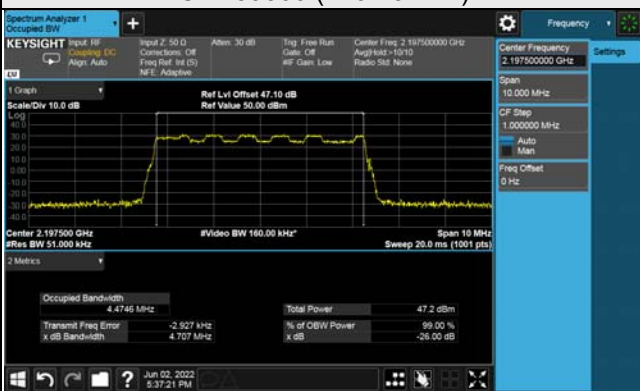 Spectrum Analyzer 1
Occupied BW
Frequency
KEYSIGHT
Input: RF
Coupling: DC
Align: Auto
Input Z: 50 Ω
Corrections: Off
Freq Ref: Int (S)
NFE: Adaptive
Atten: 30 dB
Trig: Free Run
Gate: Off
#IF Gain: Low
Center Freq: 2.197500000 GHz
Avg|Hold:>10/10
Radio Std: None
Center Frequency
2.197500000 GHz
Settings
Span
10.000 MHz
CF Step
1.000000 MHz
Auto
Man
Freq Offset
0 Hz
1 Graph
Scale/Div 10.0 dB
Ref Lvl Offset 47.10 dB
Ref Value 50.00 dBm
Log
40.0
30.0
20.0
10.0
0.00
-10.0
-20.0
-30.0
-40.0
Center 2.197500 GHz
#Res BW 51.000 kHz
#Video BW 160.00 kHz*
Span 10 MHz
Sweep 20.0 ms (1001 pts)
2 Metrics
Occupied Bandwidth
4.4746 MHz
Total Power 47.2 dBm
Transmit Freq Error -2.927 kHz
% of OBW Power 99.00 %
x dB Bandwidth 4.707 MHz
x dB -26.00 dB
?
Jun 02, 2022
5:37:21 PM